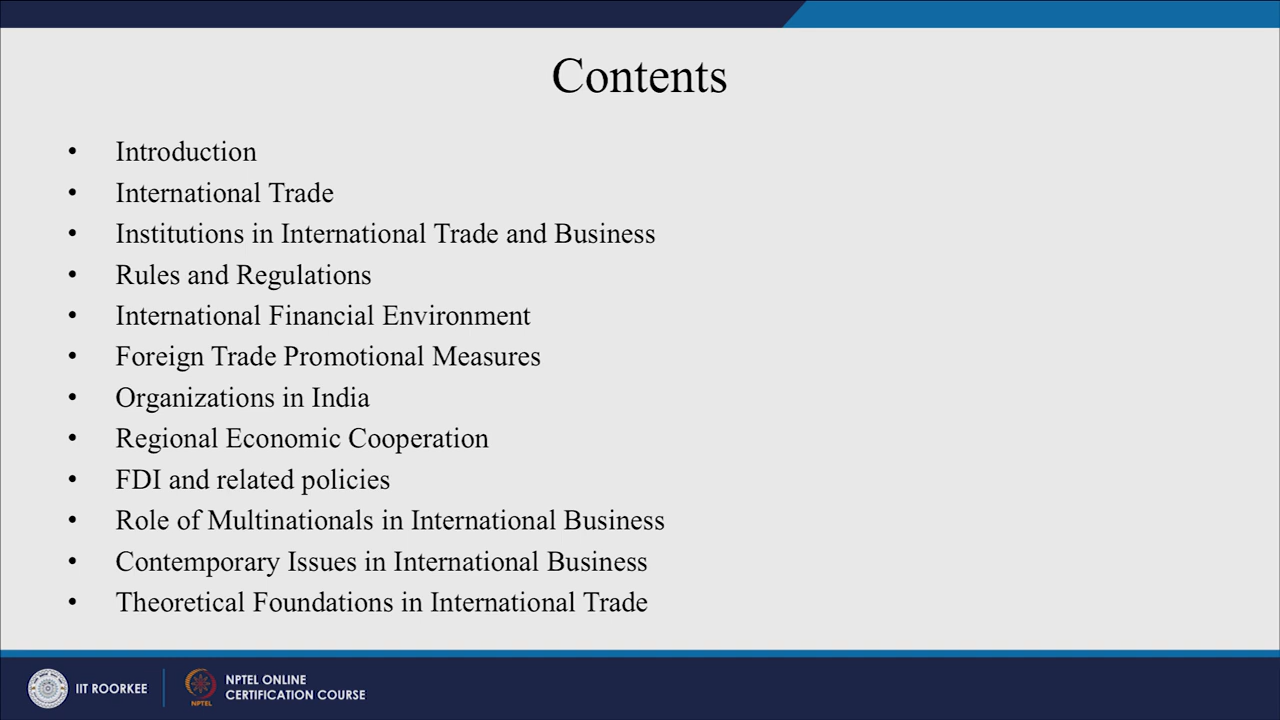 Contents
• Introduction
• International Trade
• Institutions in International Trade and Business
• Rules and Regulations
• International Financial Environment
• Foreign Trade Promotional Measures
• Organizations in India
• Regional Economic Cooperation
• FDI and related policies
• Role of Multinationals in International Business
• Contemporary Issues in International Business
• Theoretical Foundations in International Trade
IIT ROORKEE
NPTEL
NPTEL ONLINE
CERTIFICATION COURSE